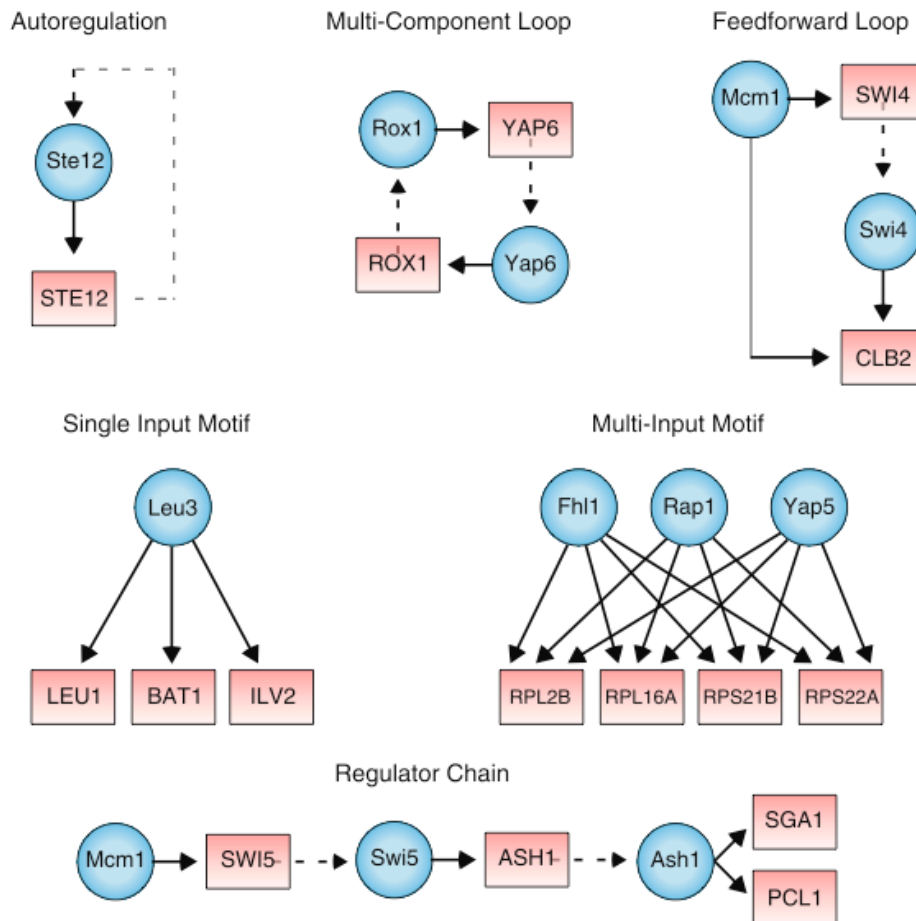 Autoregulation
Multi-Component Loop
Feedforward Loop
Ste12
STE12
Rox1
YAP6
ROX1
Yap6
Mcm1
SWI4
Swi4
CLB2
Single Input Motif
Multi-Input Motif
Leu3
LEU1
BAT1
ILV2
Fhl1
Rap1
Yap5
RPL2B
RPL16A
RPS21B
RPS22A
Regulator Chain
Mcm1
SWI5
Swi5
ASH1
Ash1
SGA1
PCL1